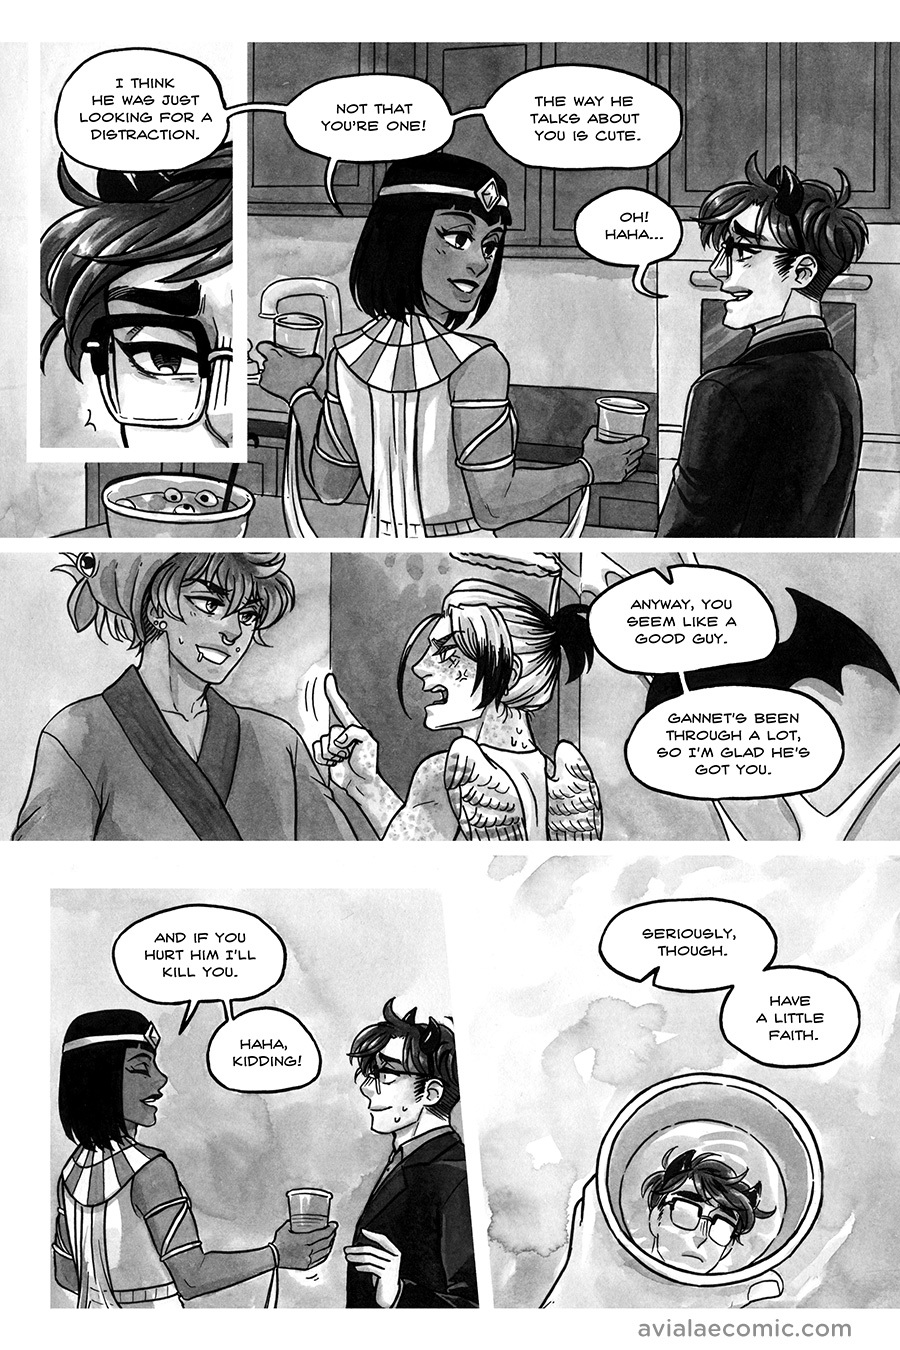 I THINK
HE WAS JUST
LOOKING FOR A
DISTRACTION.
NOT THAT
YOU'RE ONE!
THE WAY HE
TALKS ABOUT
YOU IS CUTE.
OH!
HAHA...
ANYWAY, YOU
SEEM LIKE A
GOOD GUY.
GANNET'S BEEN
THROUGH A LOT,
SO I'M GLAD HE'S
GOT YOU.
AND IF YOU
HURT HIM I'LL
KILL YOU.
HAHA,
KIDDING!
SERIOUSLY,
THOUGH.
HAVE
A LITTLE
FAITH.
avialaecomic.com